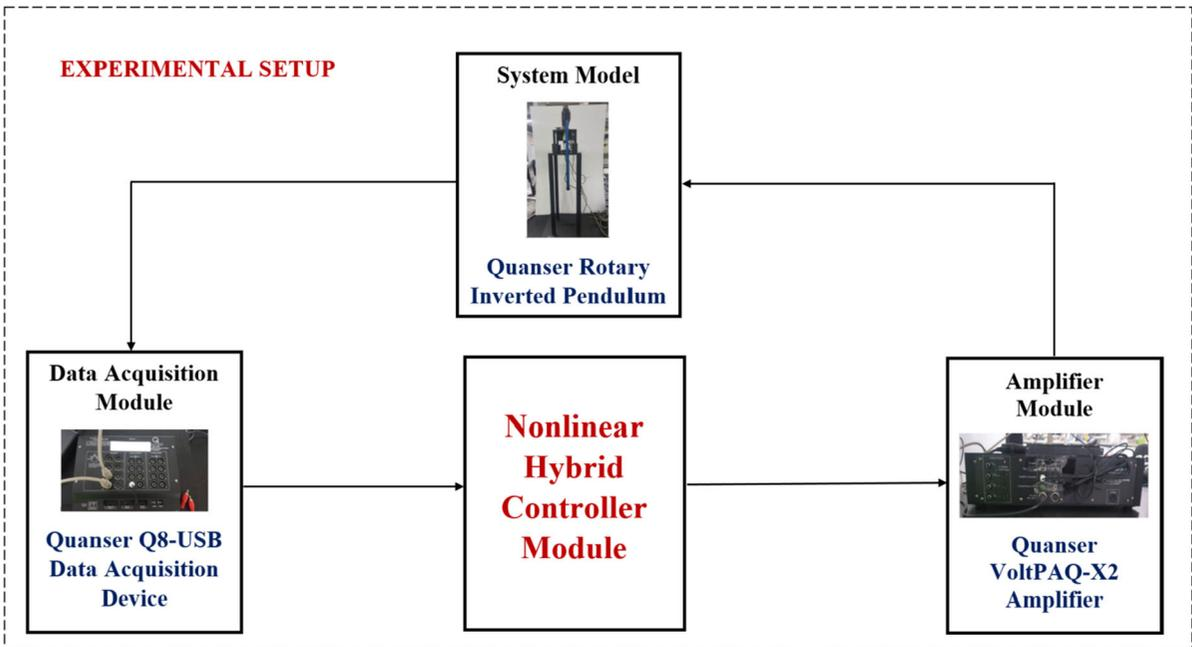 EXPERIMENTAL SETUP
System Model
Quanser Rotary
Inverted Pendulum
Data Acquisition
Module
Quanser Q8-USB
Data Acquisition
Device
Nonlinear
Hybrid
Controller
Module
Amplifier
Module
Quanser
VoltPAQ-X2
Amplifier